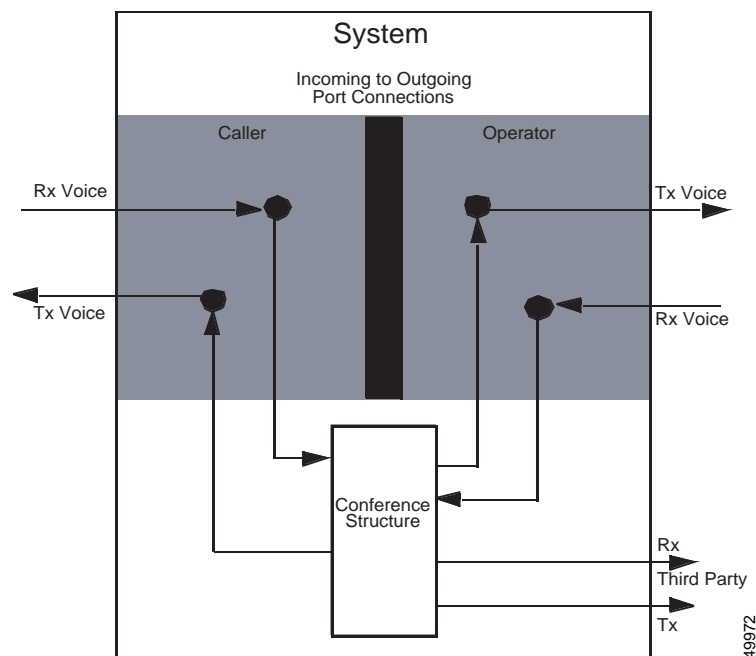 System
Incoming to Outgoing
Port Connections
Caller
Operator
Rx Voice
Tx Voice
Tx Voice
Rx Voice
Conference
Structure
Rx
Third Party
Tx
49972